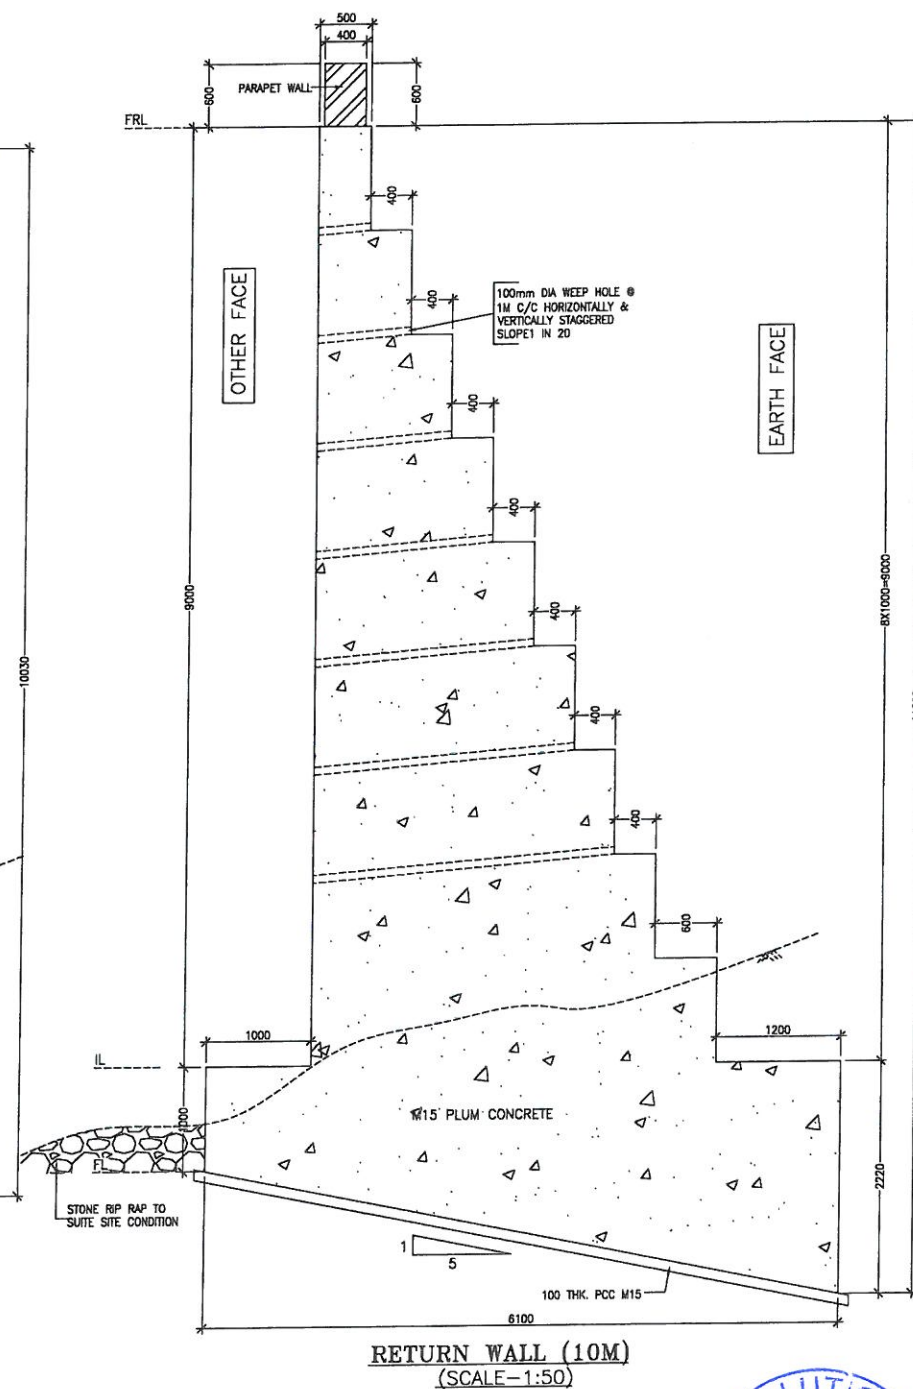 500
400
600
PARAPET WALL
600
FRL
400
OTHER FACE
400
100mm DIA WEEP HOLE @
1M C/C HORIZONTALLY &
VERTICALLY STAGGERED
SLOPE1 IN 20
EARTH FACE
400
400
9000
8X1000=9000
400
10030
400
400
600
1000
1200
IL
1000
M15 PLUM CONCRETE
FL
2220
STONE RIP RAP TO
SUITE SITE CONDITION
1
5
100 THK. PCC M15
6100
RETURN WALL (10M)
(SCALE-1:50)